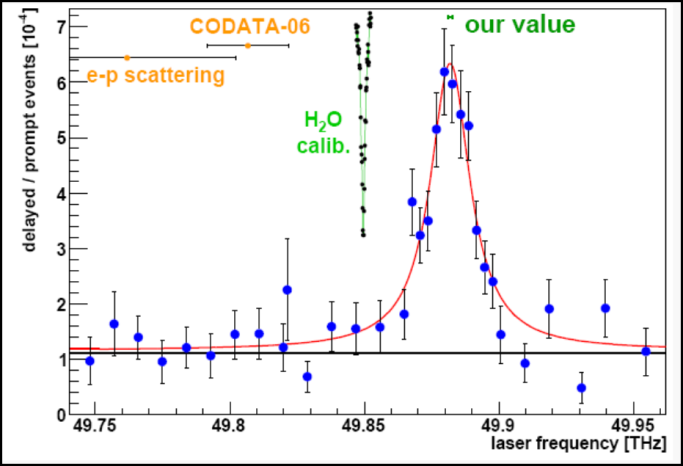 delayed / prompt events [10⁻⁴]
7
6
5
4
3
2
1
0
CODATA-06
e-p scattering
H₂O
calib.
our value
49.75
49.8
49.85
49.9
49.95
laser frequency [THz]